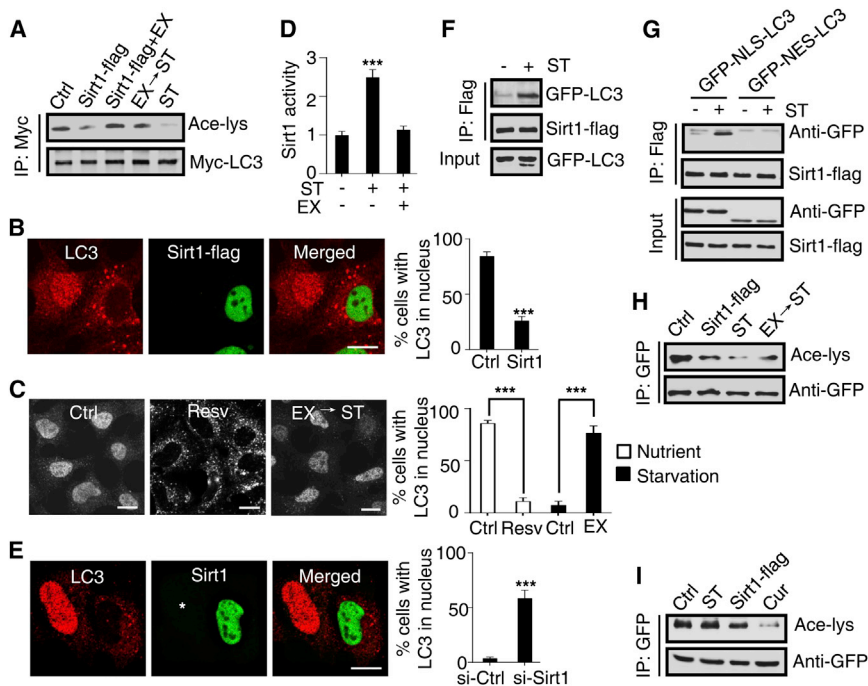 A
Ctrl
Sirt1-flag
Sirt1-flag+EX
EX→ST
ST
IP: Myc
Ace-lys
Myc-LC3
D
Sirt1 activity
3
2
1
0
***
ST - + +
EX - - +
F
- + ST
IP: Flag
GFP-LC3
Sirt1-flag
Input
GFP-LC3
G
GFP-NLS-LC3
GFP-NES-LC3
- + - + ST
IP: Flag
Anti-GFP
Sirt1-flag
Input
Anti-GFP
Sirt1-flag
B
LC3
Sirt1-flag
Merged
% cells with
LC3 in nucleus
100
50
0
***
Ctrl Sirt1
H
Ctrl
Sirt1-flag
ST
EX→ST
IP: GFP
Ace-lys
Anti-GFP
C
Ctrl
Resv
EX→ST
% cells with
LC3 in nucleus
100
50
0
*** ***
Ctrl Resv Ctrl EX
Nutrient
Starvation
E
LC3
Sirt1
*
Merged
% cells with
LC3 in nucleus
100
50
0
***
si-Ctrl si-Sirt1
I
Ctrl
ST
Sirt1-flag
Cur
IP: GFP
Ace-lys
Anti-GFP